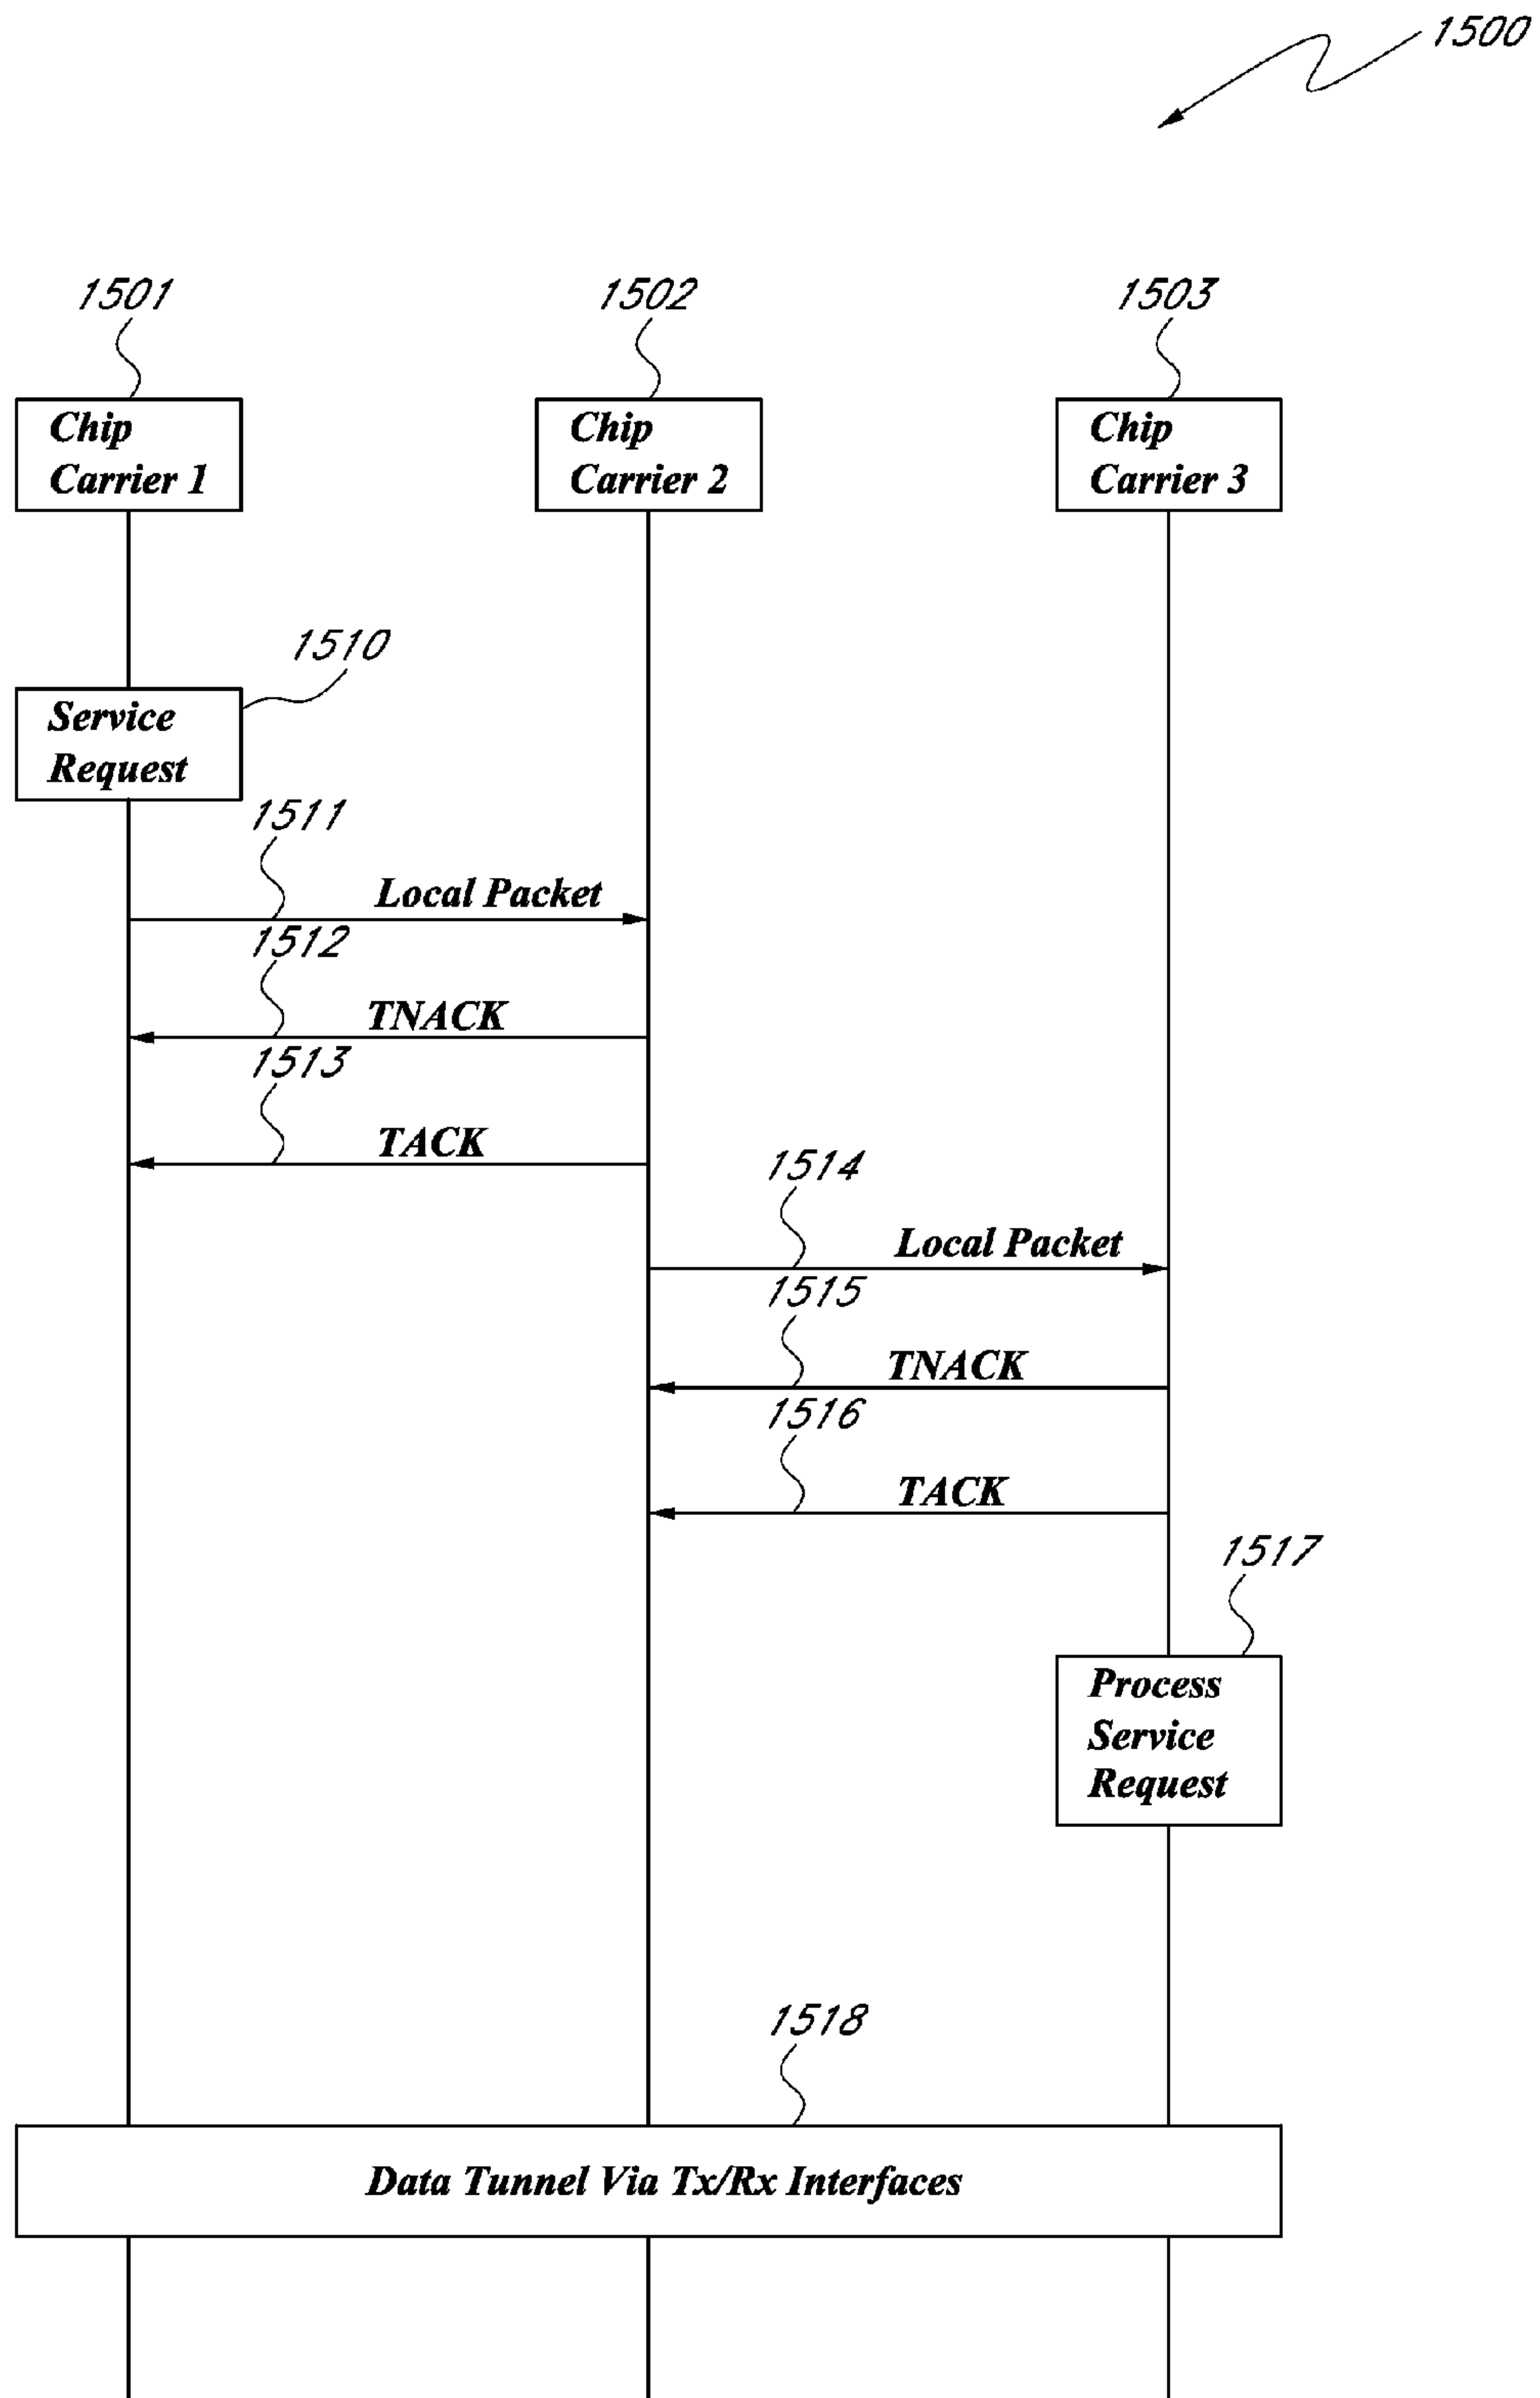 1500
1501
1502
1503
Chip
Carrier 1
Chip
Carrier 2
Chip
Carrier 3
1510
Service
Request
1511
Local Packet
1512
TNACK
1513
TACK
1514
Local Packet
1515
TNACK
1516
TACK
1517
Process
Service
Request
1518
Data Tunnel Via Tx/Rx Interfaces